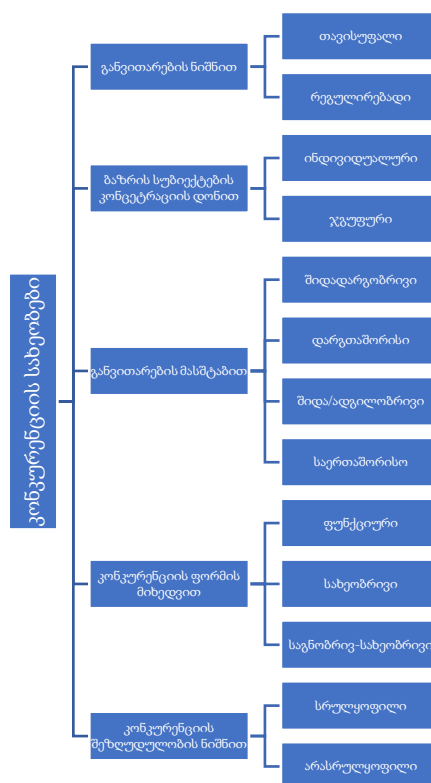 კონკურენციის სახეობები
განვითარების ნიშნით
თავისუფალი
რეგულირებადი
ბაზრის სუბიექტების
კონცეტრაციის დონით
ინდივიდუალური
ჯგუფური
განვითარების მასშტაბით
შიდადარგობრივი
დარგთაშორისი
შიდა/ადგილობრივი
საერთაშორისო
კონკურენციის ფორმის
მიხედვით
ფუნქციური
სახეობრივი
საგნობრივ-სახეობრივი
კონკურენციის
შეზღუდულობის ნიშნით
სრულყოფილი
არასრულყოფილი